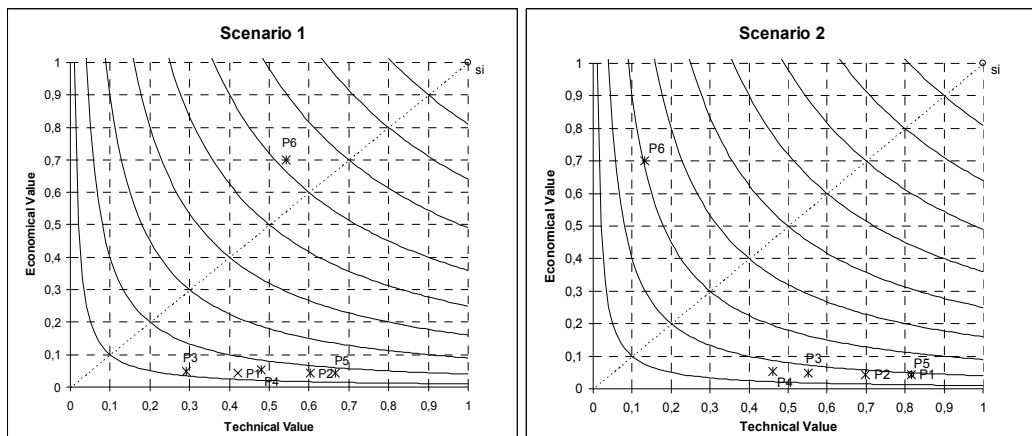 Scenario 1
Economical Value
1
0,9
0,8
0,7
0,6
0,5
0,4
0,3
0,2
0,1
0
si
P6
P3
P1
P4
P2
P5
0 0,1 0,2 0,3 0,4 0,5 0,6 0,7 0,8 0,9 1
Technical Value
Scenario 2
Economical Value
1
0,9
0,8
0,7
0,6
0,5
0,4
0,3
0,2
0,1
0
si
P6
P3
P4
P2
P5
P1
0 0,1 0,2 0,3 0,4 0,5 0,6 0,7 0,8 0,9 1
Technical Value